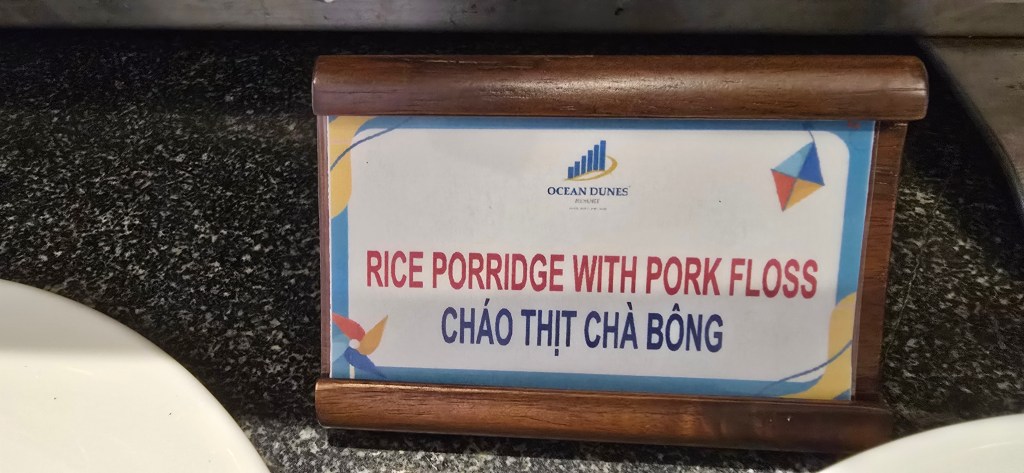 OCEAN DUNES
RICE PORRIDGE WITH PORK FLOSS
CHÁO THỊT CHÀ BÔNG